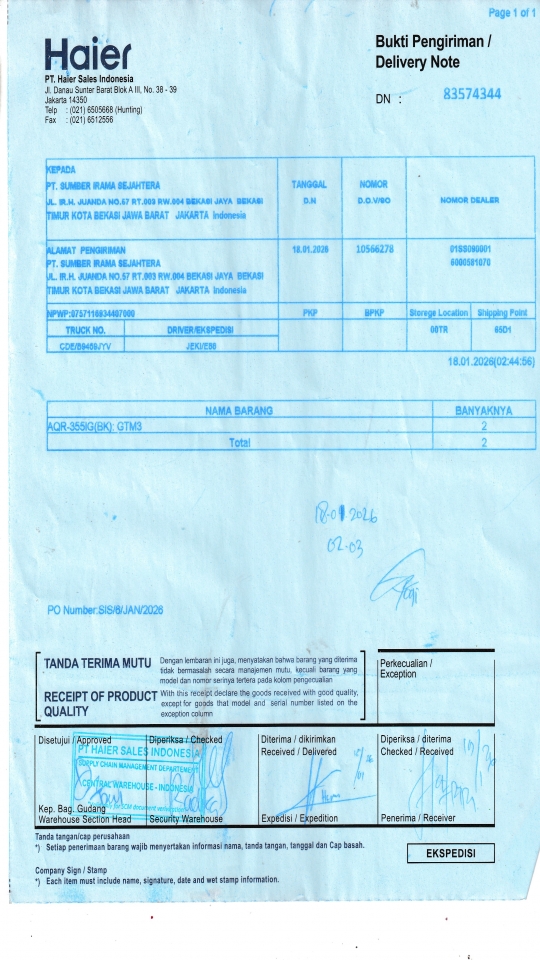 Page 1 of 1
Haier
Bukti Pengiriman /
Delivery Note
PT. Haier Sales Indonesia
Jl. Danau Sunter Barat Blok A III, No. 38 - 39
Jakarta 14350
Telp : (021) 6505668 (Hunting)
Fax : (021) 6512556
DN : 83574344
KEPADA
PT. SUMBER IRAMA SEJAHTERA
JL. IR.H. JUANDA NO.57 RT.003 RW.004 BEKASI JAYA BEKASI
TIMUR KOTA BEKASI JAWA BARAT JAKARTA Indonesia
TANGGAL
D.N
NOMOR
D.O.V/SO
NOMOR DEALER
ALAMAT PENGIRIMAN
PT. SUMBER IRAMA SEJAHTERA
JL. IR.H. JUANDA NO.57 RT.003 RW.004 BEKASI JAYA BEKASI
TIMUR KOTA BEKASI JAWA BARAT JAKARTA Indonesia
18.01.2026
10566278
01SS090001
6000581070
NPWP:0757116834407000
PKP
BPKP
Storege Location
Shipping Point
TRUCK NO.
DRIVER/EKSPEDISI
00TR
65D1
CDE/B9459JYV
JEKI/E50
18.01.2026(02:44:56)
NAMA BARANG
BANYAKNYA
AQR-355IG(BK): GTM3
2
Total
2
18-01 2026
02-03
PO Number:SIS/6/JAN/2026
TANDA TERIMA MUTU
Dengan lembaran ini juga, menyatakan bahwa barang yang diterima
tidak bermasalah secara manajemen mutu, kecuali barang yang
model dan nomor serinya tertera pada kolom pengecualian
RECEIPT OF PRODUCT
QUALITY
With this receipt declare the goods received with good quality,
except for goods that model and serial number listed on the
exception column
Perkecualian /
Exception
Disetujui / Approved
Diperiksa / Checked
Diterima / dikirimkan
Received / Delivered
Diperiksa / diterima
Checked / Received
PT HAIER SALES INDONESIA
SUPPLY CHAIN MANAGEMENT DEPARTEMENT
CENTRAL WAREHOUSE - INDONESIA
Kep. Bag. Gudang
Warehouse Section Head
Security Warehouse
Expedisi / Expedition
Penerima / Receiver
Tanda tangan/cap perusahaan
*) Setiap penerimaan barang wajib menyertakan informasi nama, tanda tangan, tanggal dan Cap basah.
EKSPEDISI
Company Sign / Stamp
*) Each item must include name, signature, date and wet stamp information.